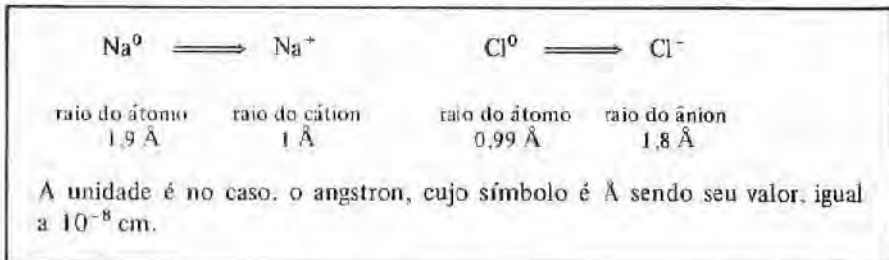 Na⁰ ⟹ Na⁺ Cl⁰ ⟹ Cl⁻
raio do átomo raio do cátion raio do átomo raio do ânion
1,9 Å 1 Å 0,99 Å 1,8 Å
A unidade é no caso. o angstron, cujo símbolo é Å sendo seu valor, igual
a 10⁻⁸ cm.